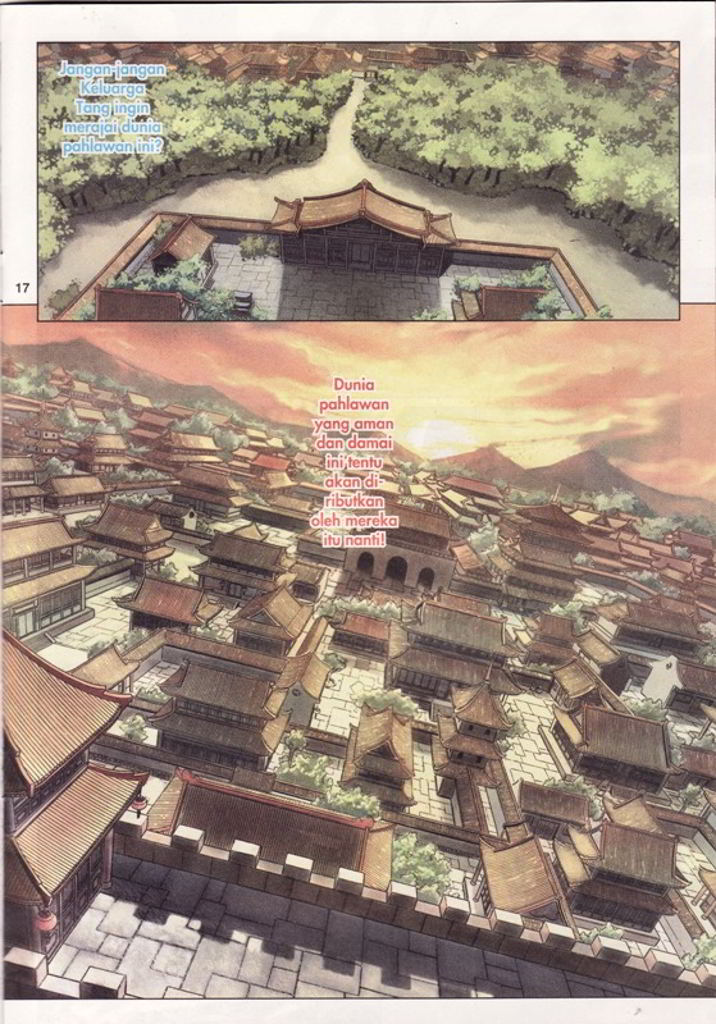 Jangan-jangan
Keluarga
Tang ingin
merajai dunia
pahlawan ini?
17
Dunia
pahlawan
yang aman
dan damai
ini tentu
akan di-
ributkan
oleh mereka
itu nanti!